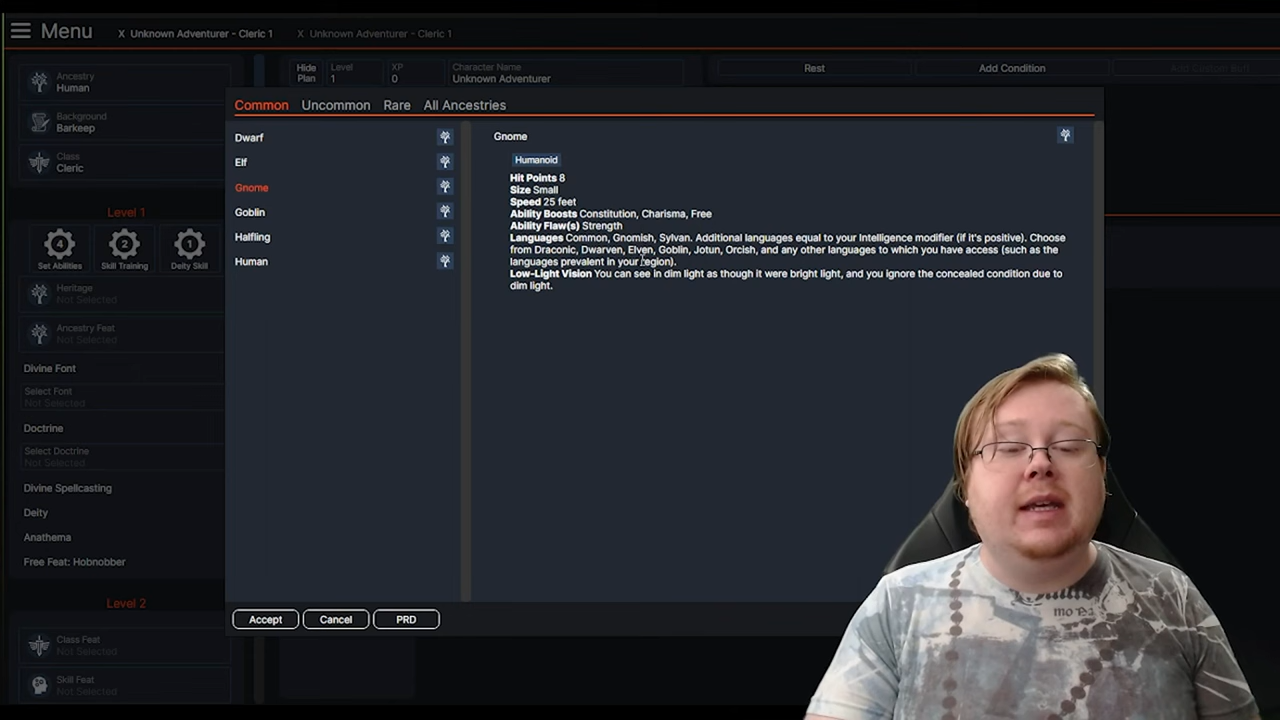 Menu
X Unknown Adventurer - Cleric 1
X Unknown Adventurer - Cleric 1
Ancestry
Human
Background
Barkeep
Class
Cleric
Hide
Plan
Level
1
XP
0
Character Name
Unknown Adventurer
Rest
Add Condition
Add Custom Buff
Level 1
4
2
1
Set Abilities
Skill Training
Deity Skill
Heritage
Not Selected
Ancestry Feat
Not Selected
Divine Font
Select Font
Not Selected
Doctrine
Select Doctrine
Not Selected
Divine Spellcasting
Deity
Anathema
Free Feat: Hobnobber
Level 2
Class Feat
Not Selected
Skill Feat
Not Selected
Common
Uncommon
Rare
All Ancestries
Dwarf
Elf
Gnome
Goblin
Halfling
Human
Gnome
Humanoid
Hit Points 8
Size Small
Speed 25 feet
Ability Boosts Constitution, Charisma, Free
Ability Flaw(s) Strength
Languages Common, Gnomish, Sylvan. Additional languages equal to your Intelligence modifier (if it's positive). Choose
from Draconic, Dwarven, Elven, Goblin, Jotun, Orcish, and any other languages to which you have access (such as the
languages prevalent in your region).
Low-Light Vision You can see in dim light as though it were bright light, and you ignore the concealed condition due to
dim light.
Accept
Cancel
PRD